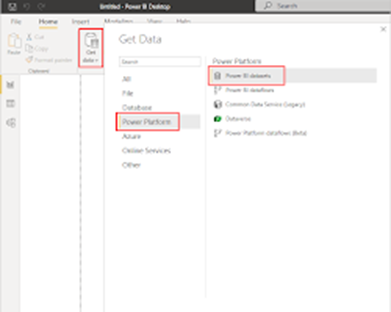 Untitled - Power BI Desktop
Search
File Home Insert Modeling View Help
Paste
Cut
Copy
Format painter
Clipboard
Get data
Get Data
Search
All
File
Database
Power Platform
Azure
Online Services
Other
Power Platform
Power BI datasets
Power BI dataflows
Common Data Service (Legacy)
Dataverse
Power Platform dataflows (Beta)